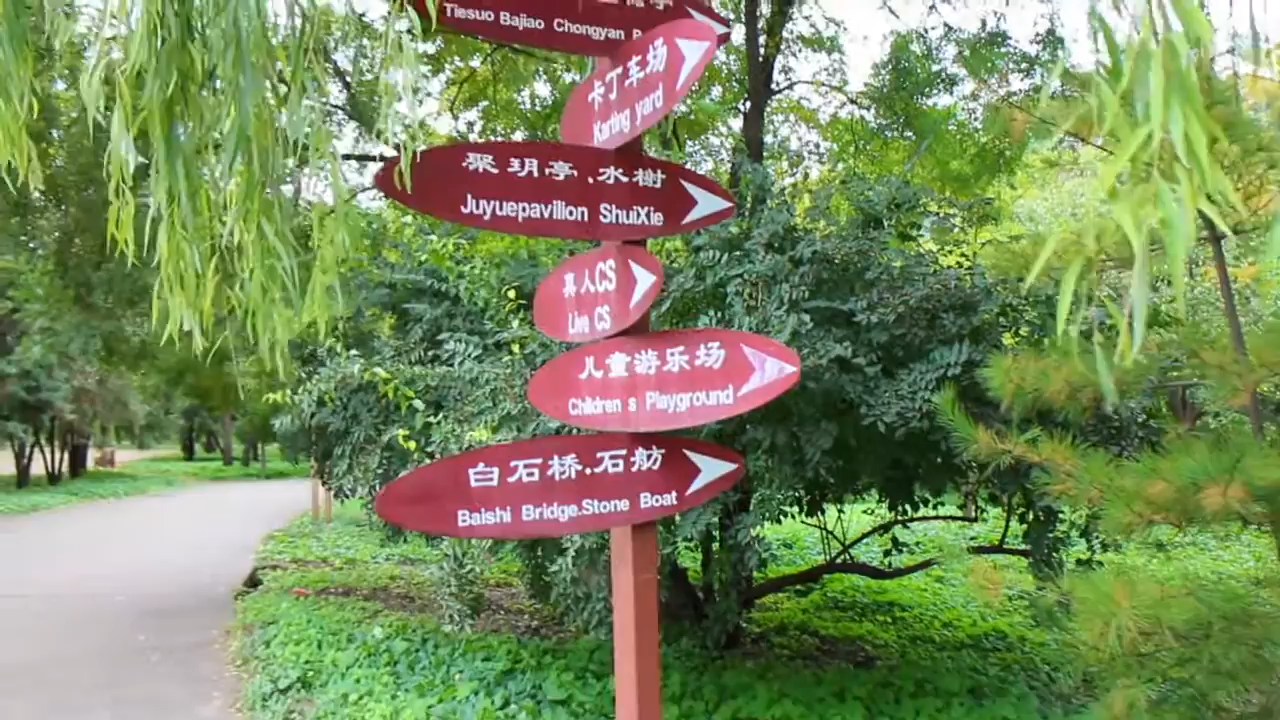 Tiesuo Bajiao Chongyan
卡丁车场
Karting yard
聚玥亭.水榭
Juyuepavilion ShuiXie
真人CS
Live CS
儿童游乐场
Children s Playground
白石桥.石舫
Baishi Bridge.Stone Boat